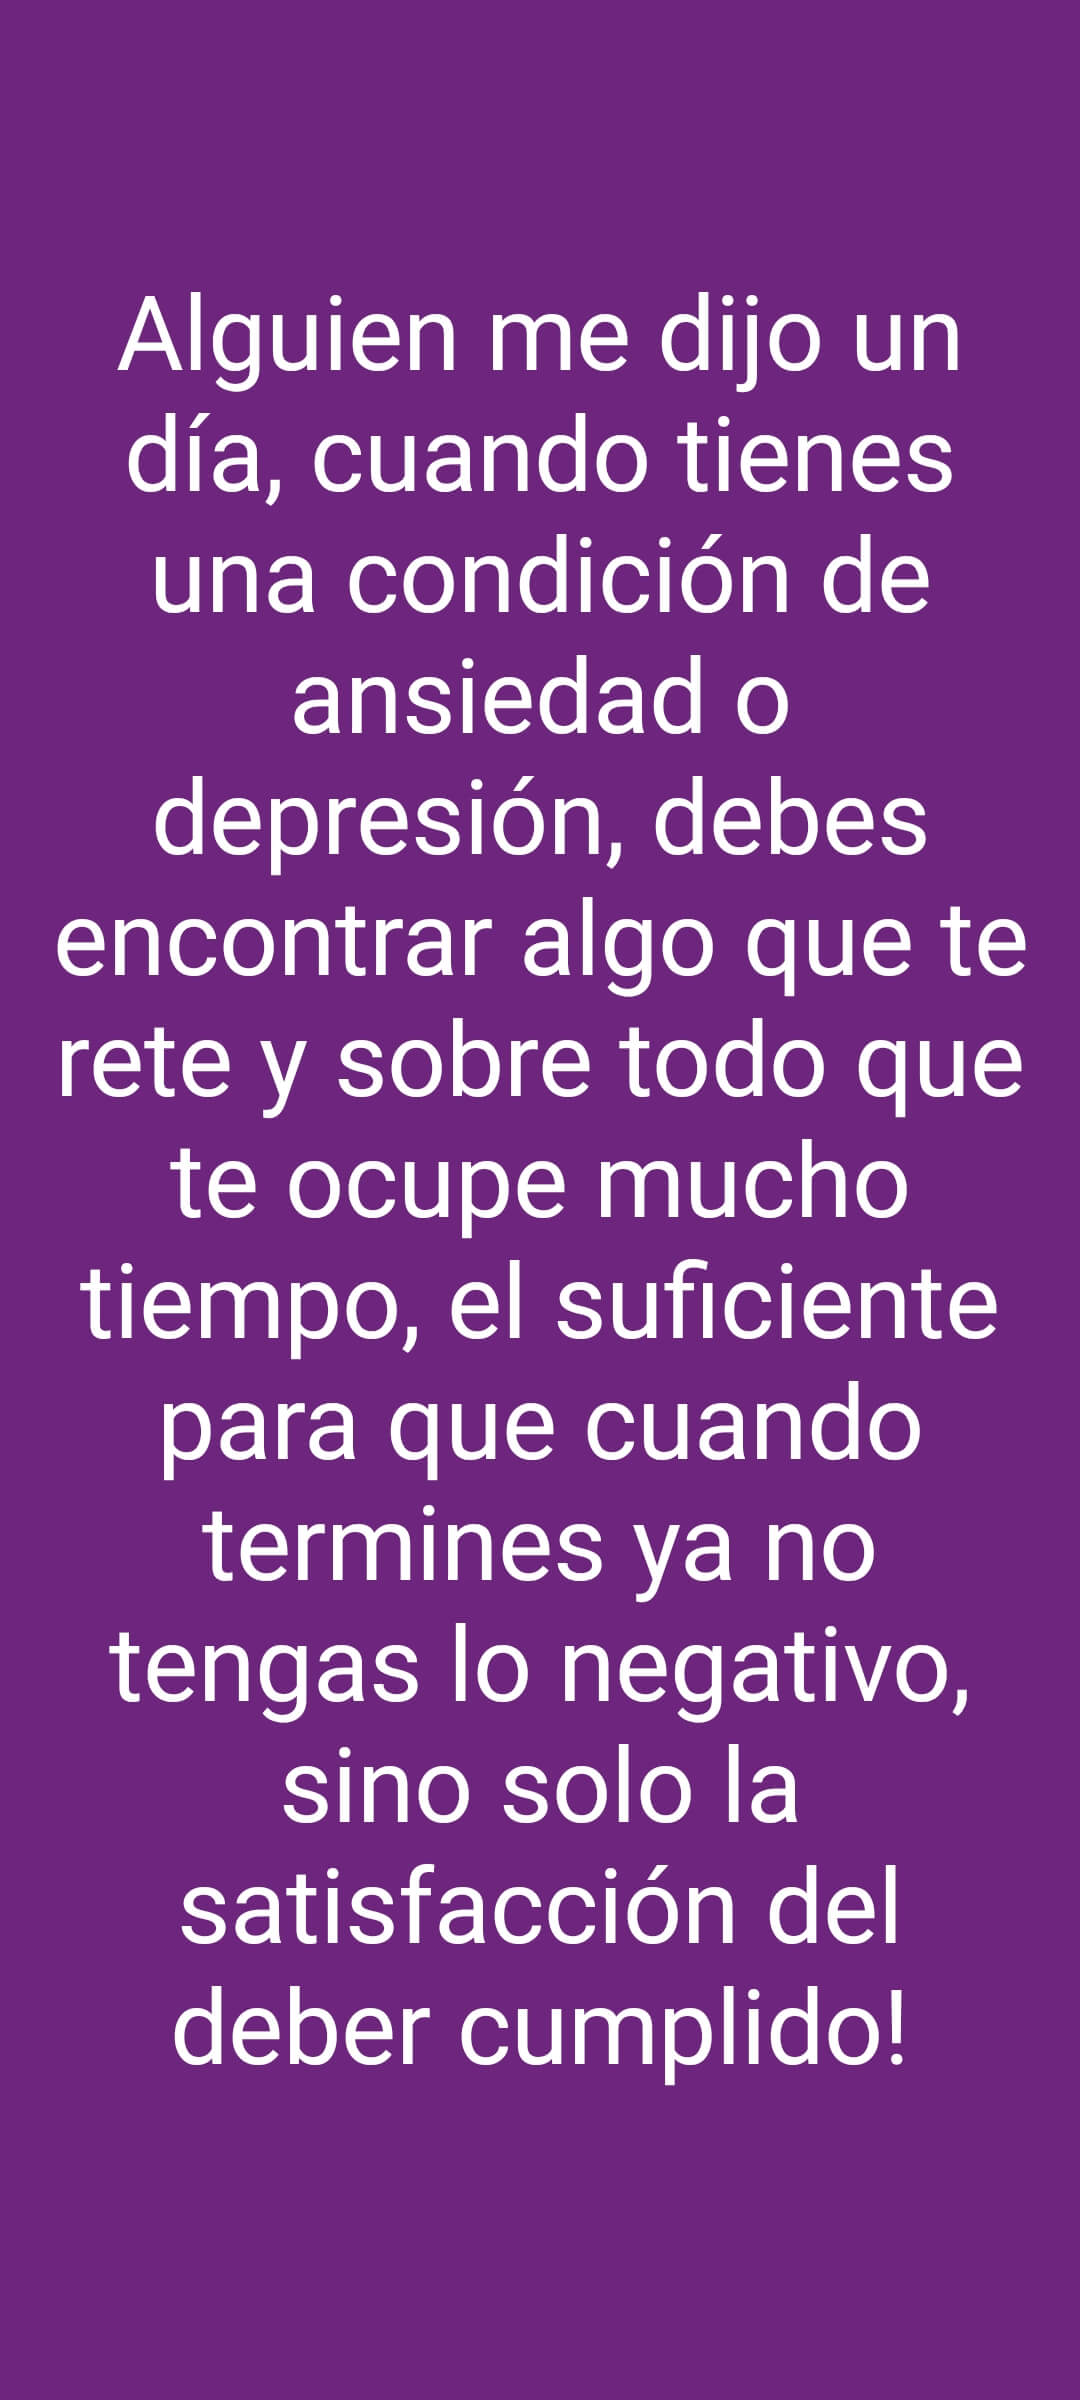 Alguien me dijo un
día, cuando tienes
una condición de
ansiedad o
depresión, debes
encontrar algo que te
rete y sobre todo que
te ocupe mucho
tiempo, el suficiente
para que cuando
termines ya no
tengas lo negativo,
sino solo la
satisfacción del
deber cumplido!